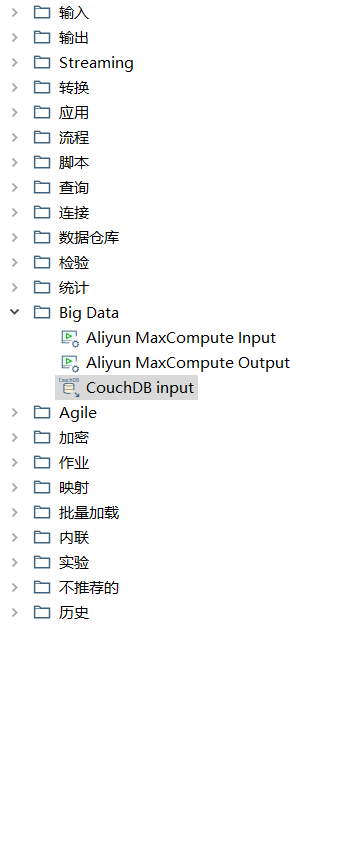 输入
输出
Streaming
转换
应用
流程
脚本
查询
连接
数据仓库
检验
统计
Big Data
Aliyun MaxCompute Input
Aliyun MaxCompute Output
CouchDB
CouchDB input
Agile
加密
作业
映射
批量加载
内联
实验
不推荐的
历史